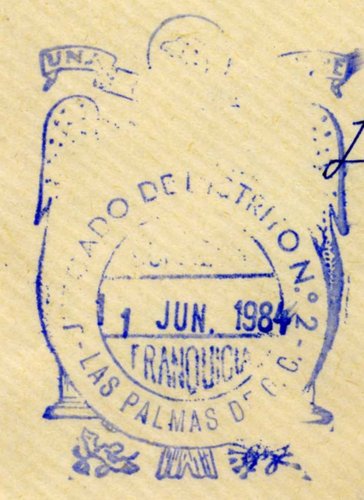 UNA
JUZGADO DE DISTRITO N.º 2-
1 JUN. 1984
FRANQUICIA
- LAS PALMAS DE G.C.